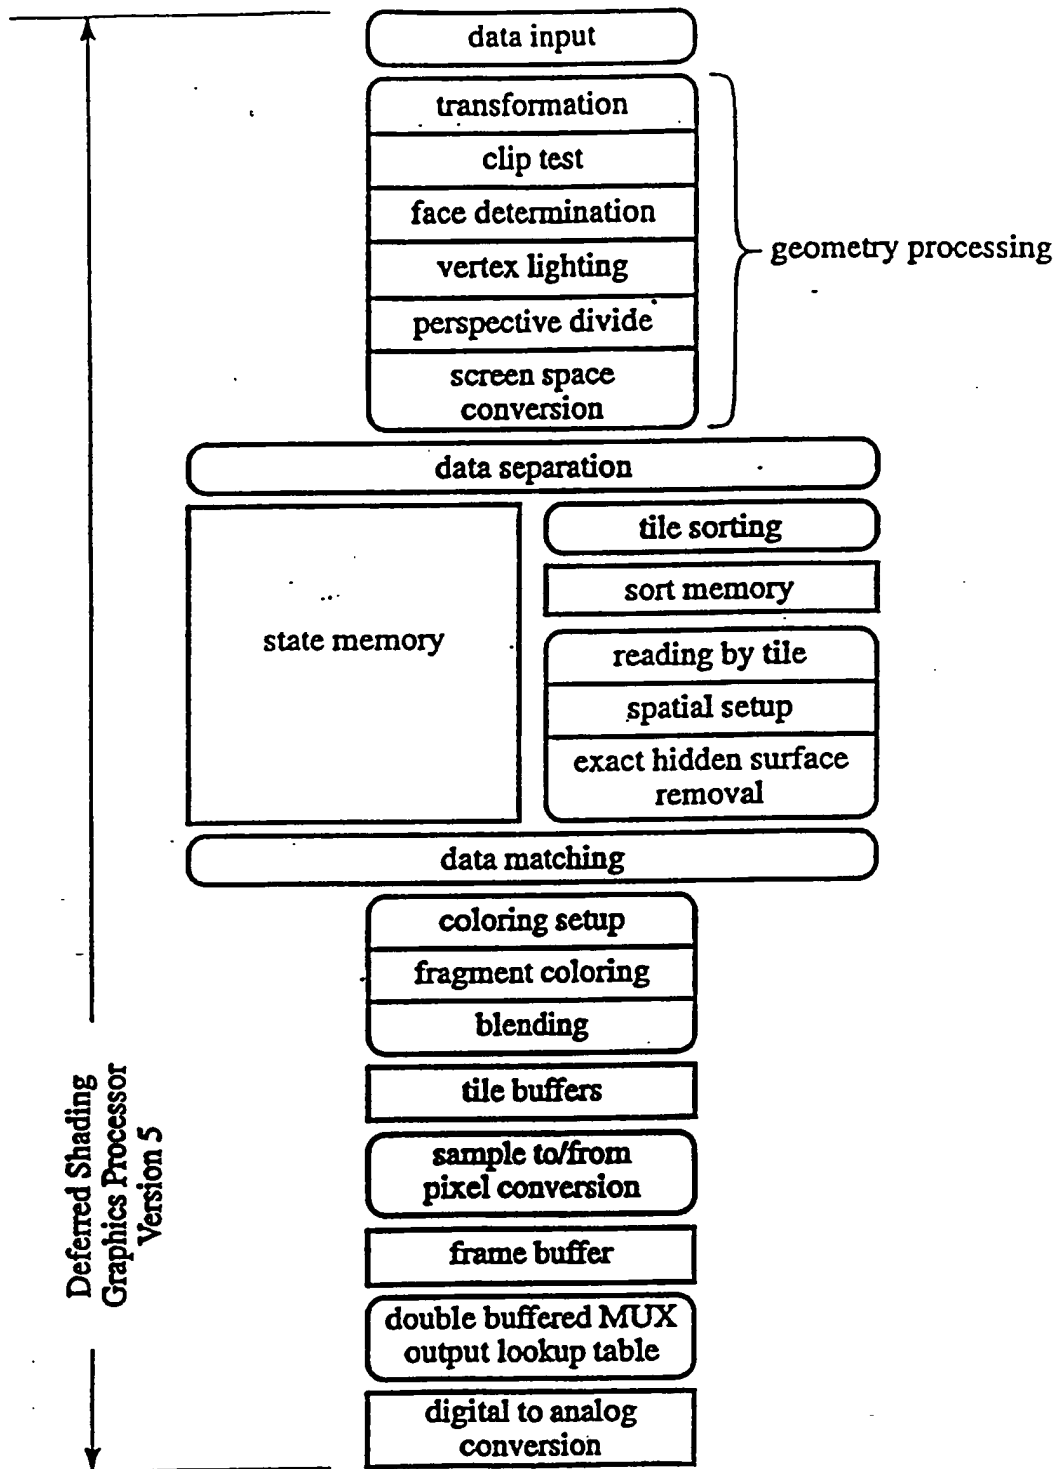 data input
transformation
clip test
face determination
vertex lighting
perspective divide
screen space
conversion
geometry processing
data separation
state memory
tile sorting
sort memory
reading by tile
spatial setup
exact hidden surface
removal
data matching
coloring setup
fragment coloring
blending
tile buffers
sample to/from
pixel conversion
frame buffer
double buffered MUX
output lookup table
digital to analog
conversion
Deferred Shading
Graphics Processor
Version 5